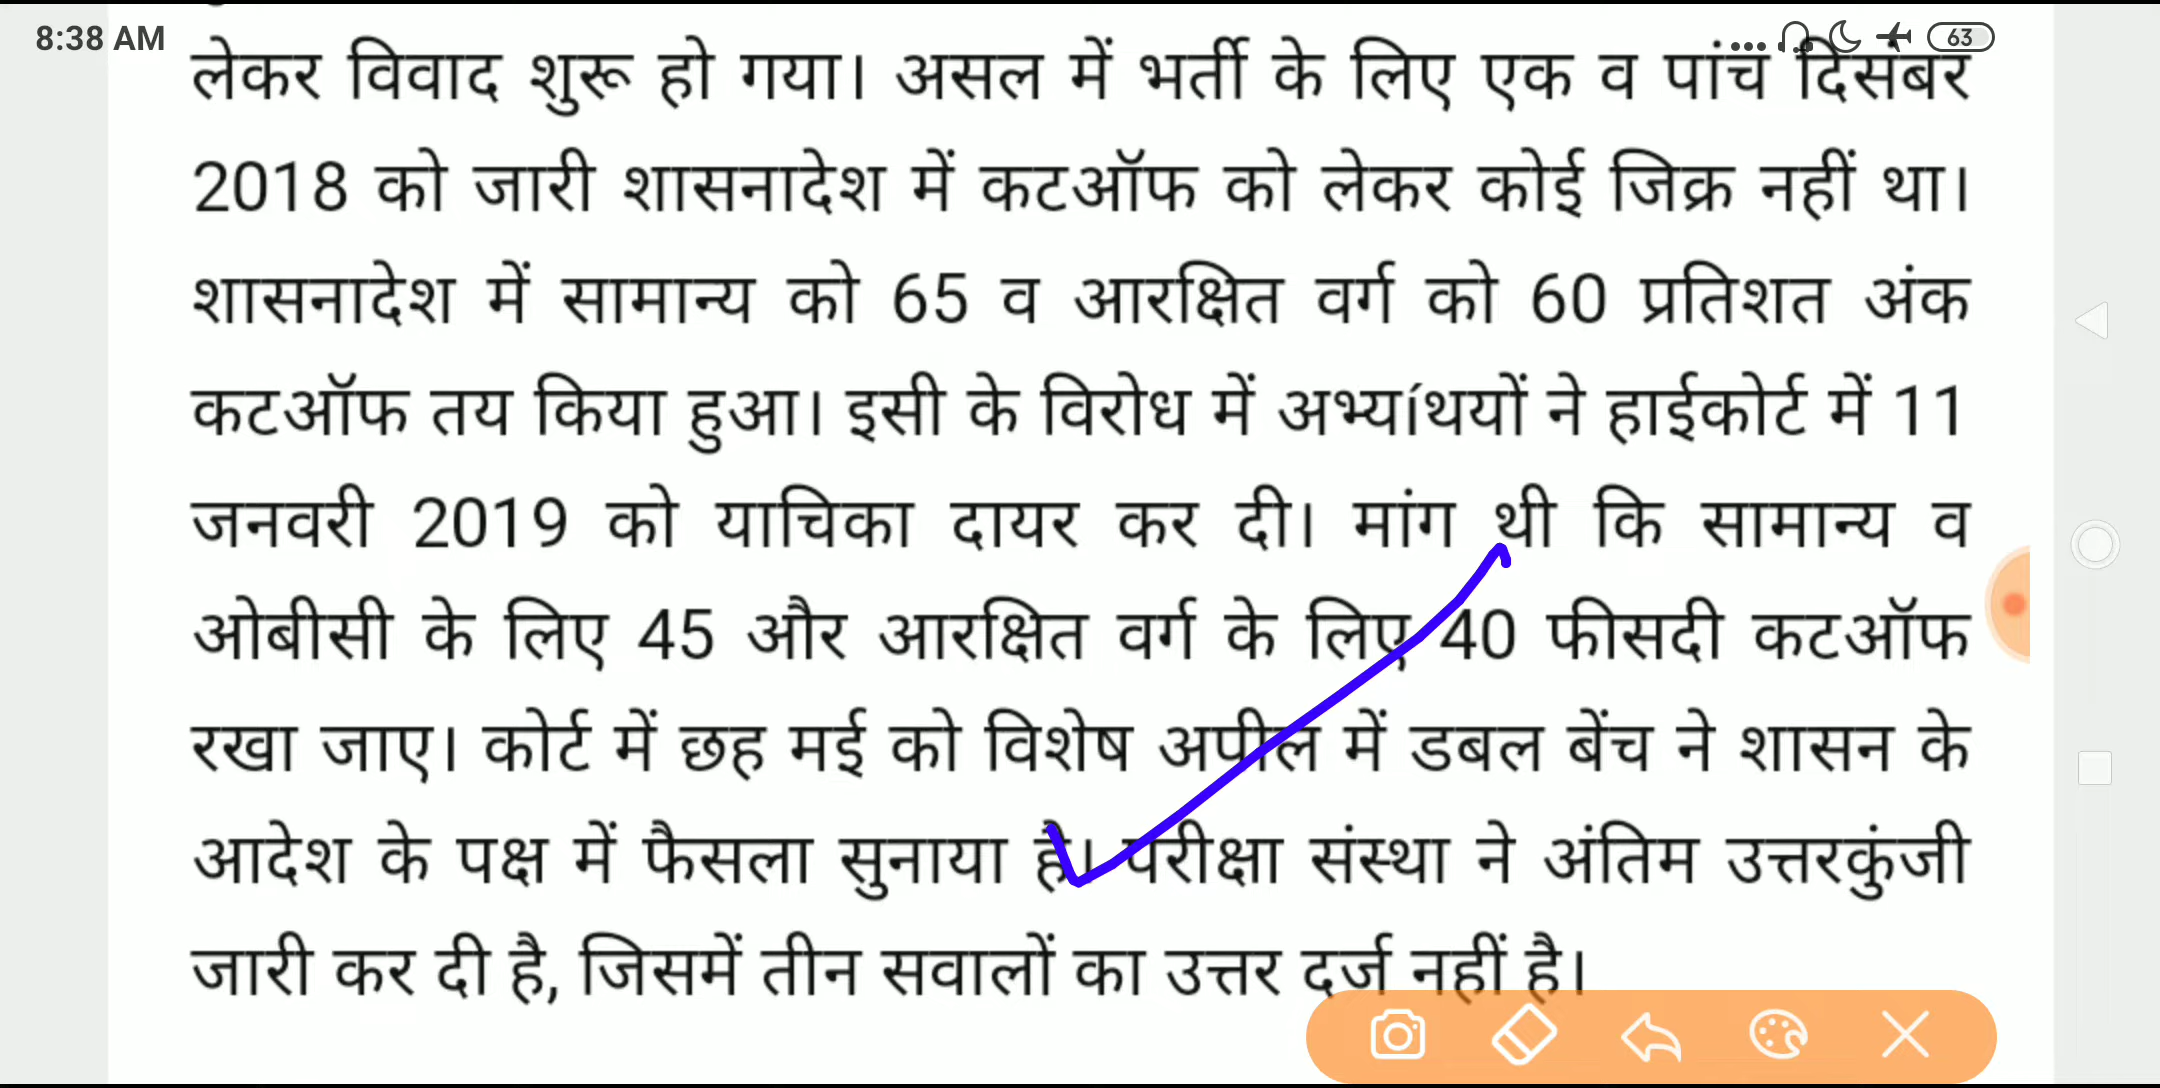 8:38 AM
63
लेकर विवाद शुरू हो गया। असल में भर्ती के लिए एक व पांच दिसंबर
2018 को जारी शासनादेश में कटऑफ को लेकर कोई जिक्र नहीं था।
शासनादेश में सामान्य को 65 व आरक्षित वर्ग को 60 प्रतिशत अंक
कटऑफ तय किया हुआ। इसी के विरोध में अभ्यíथयों ने हाईकोर्ट में 11
जनवरी 2019 को याचिका दायर कर दी। मांग थी कि सामान्य व
ओबीसी के लिए 45 और आरक्षित वर्ग के लिए 40 फीसदी कटऑफ
रखा जाए। कोर्ट में छह मई को विशेष अपील में डबल बेंच ने शासन के
आदेश के पक्ष में फैसला सुनाया है। परीक्षा संस्था ने अंतिम उत्तरकुंजी
जारी कर दी है, जिसमें तीन सवालों का उत्तर दर्ज नहीं है।